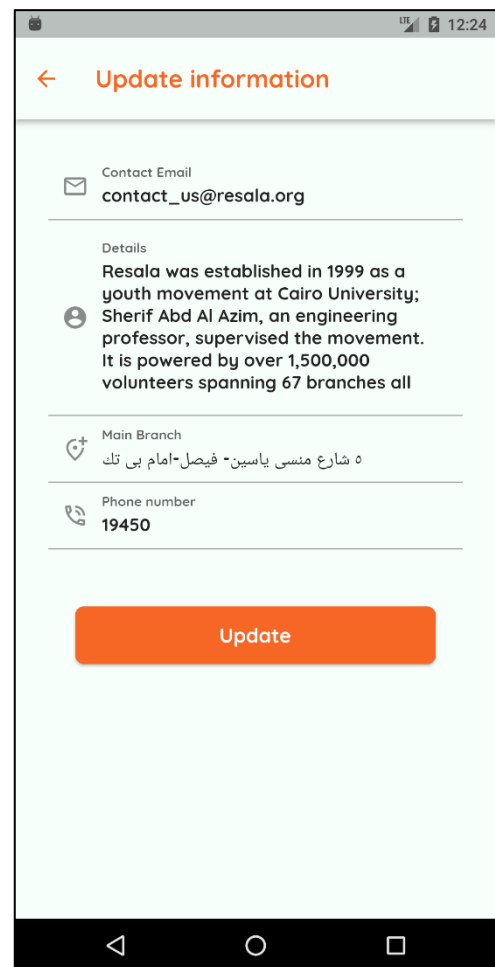 LTE 12:24
Update information
Contact Email
contact_us@resala.org
Details
Resala was established in 1999 as a
youth movement at Cairo University;
Sherif Abd Al Azim, an engineering
professor, supervised the movement.
It is powered by over 1,500,000
volunteers spanning 67 branches all
Main Branch
٥ شارع منسى ياسين- فيصل-امام بى تك
Phone number
19450
Update